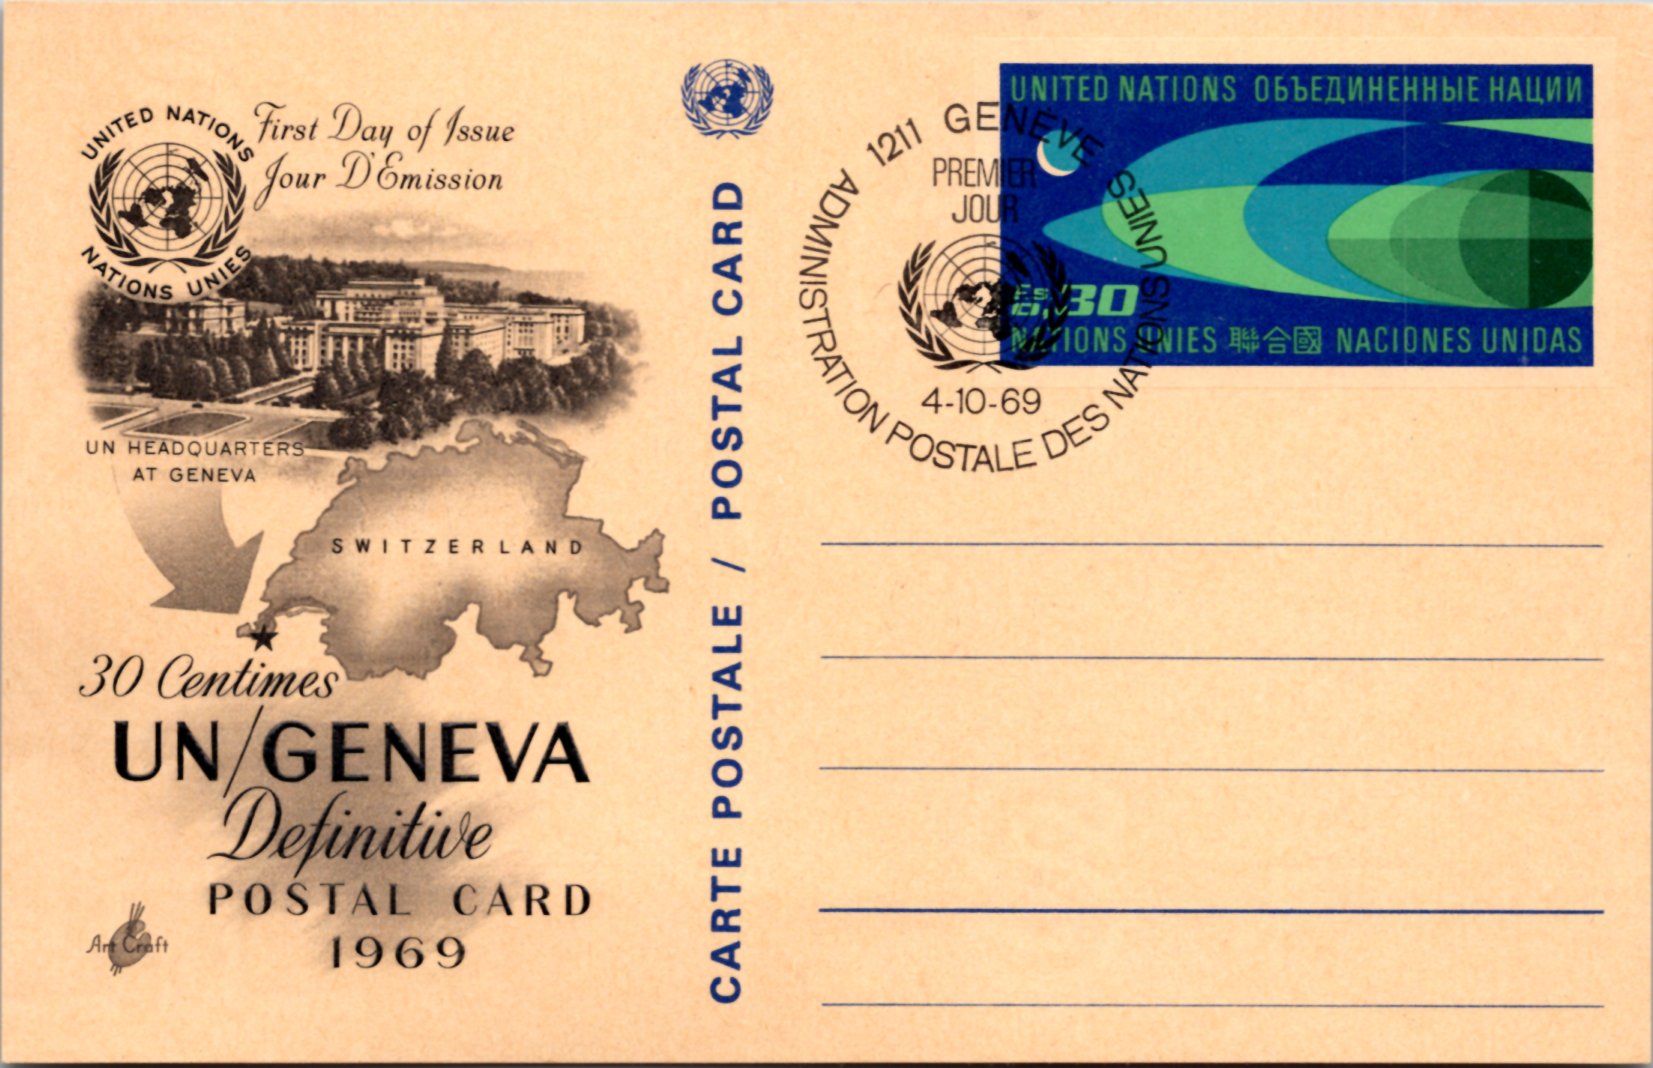 UNITED NATIONS
NATIONS UNIES
First Day of Issue
Jour D'Emission
UN HEADQUARTERS
AT GENEVA
SWITZERLAND
30 Centimes
UN/GENEVA
Definitive
POSTAL CARD
1969
Art Craft
CARTE POSTALE / POSTAL CARD
1211 GENÈVE
ADMINISTRATION POSTALE DES NATIONS UNIES
PREMIER
JOUR
4-10-69
UNITED NATIONS ОБЪЕДИНЕННЫЕ НАЦИИ
F.s. 0,30
NATIONS UNIES 聯合國 NACIONES UNIDAS